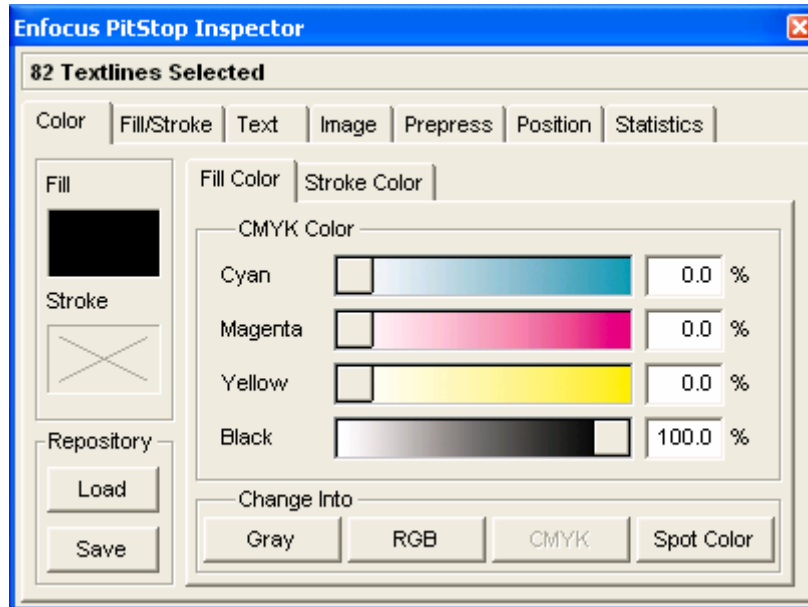 Enfocus PitStop Inspector
82 Textlines Selected
Color Fill/Stroke Text Image Prepress Position Statistics
Fill
Stroke
Repository
Load
Save
Fill Color Stroke Color
CMYK Color
Cyan 0.0 %
Magenta 0.0 %
Yellow 0.0 %
Black 100.0 %
Change Into
Gray RGB CMYK Spot Color